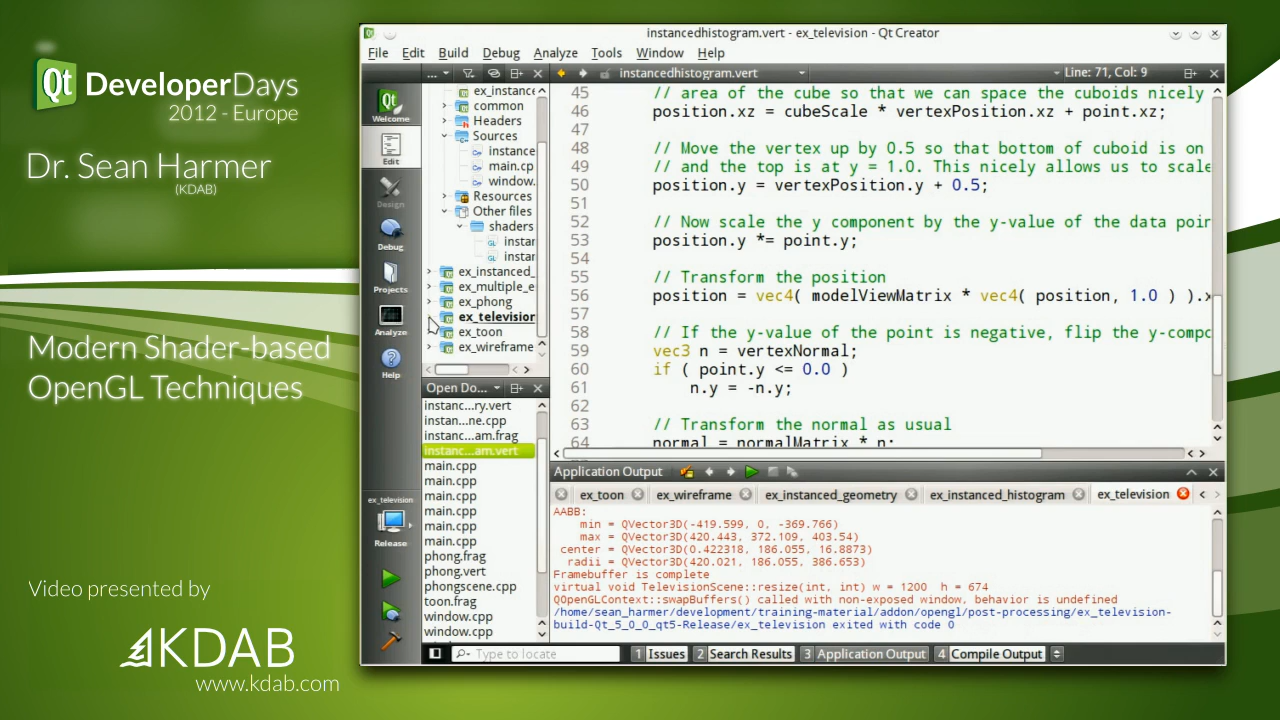 Qt DeveloperDays
2012 - Europe
Dr. Sean Harmer
(KDAB)
Modern Shader-based
OpenGL Techniques
Video presented by
KDAB
www.kdab.com
instancedhistogram.vert - ex_television - Qt Creator
File Edit Build Debug Analyze Tools Window Help
... instancedhistogram.vert Line: 71, Col: 9
Qt
Welcome
Edit
Design
Debug
Projects
Analyze
Help
ex_television
Release
ex_instance
common
Headers
Sources
instance
main.cp
window.
Resources
Other files
shaders
GL instar
GL instar
ex_instanced_
ex_multiple_e
ex_phong
ex_television
ex_toon
ex_wireframe
Open Do...
instanc...ry.vert
instan...ne.cpp
instanc...am.frag
instanc...am.vert
main.cpp
main.cpp
main.cpp
main.cpp
main.cpp
main.cpp
phong.frag
phong.vert
phongscene.cpp
toon.frag
window.cpp
window.cpp
45 // area of the cube so that we can space the cuboids nicely
46 position.xz = cubeScale * vertexPosition.xz + point.xz;
47
48 // Move the vertex up by 0.5 so that bottom of cuboid is on
49 // and the top is at y = 1.0. This nicely allows us to scale
50 position.y = vertexPosition.y + 0.5;
51
52 // Now scale the y component by the y-value of the data poin
53 position.y *= point.y;
54
55 // Transform the position
56 position = vec4( modelViewMatrix * vec4( position, 1.0 ) ).x
57
58 // If the y-value of the point is negative, flip the y-compo
59 vec3 n = vertexNormal;
60 if ( point.y <= 0.0 )
61 n.y = -n.y;
62
63 // Transform the normal as usual
64 normal = normalMatrix * n;
Application Output
ex_toon ex_wireframe ex_instanced_geometry ex_instanced_histogram ex_television
AABB:
min = QVector3D(-419.599, 0, -369.766)
max = QVector3D(420.443, 372.109, 403.54)
center = QVector3D(0.422318, 186.055, 16.8873)
radii = QVector3D(420.021, 186.055, 386.653)
Framebuffer is complete
virtual void TelevisionScene::resize(int, int) w = 1200 h = 674
QOpenGLContext::swapBuffers() called with non-exposed window, behavior is undefined
/home/sean_harmer/development/training-material/addon/opengl/post-processing/ex_television-
build-Qt_5_0_0_qt5-Release/ex_television exited with code 0
Type to locate 1 Issues 2 Search Results 3 Application Output 4 Compile Output